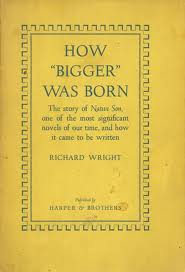 HOW
"BIGGER"
WAS BORN
The story of Native Son,
one of the most significant
novels of our time, and how
it came to be written
RICHARD WRIGHT
Published by
HARPER & BROTHERS